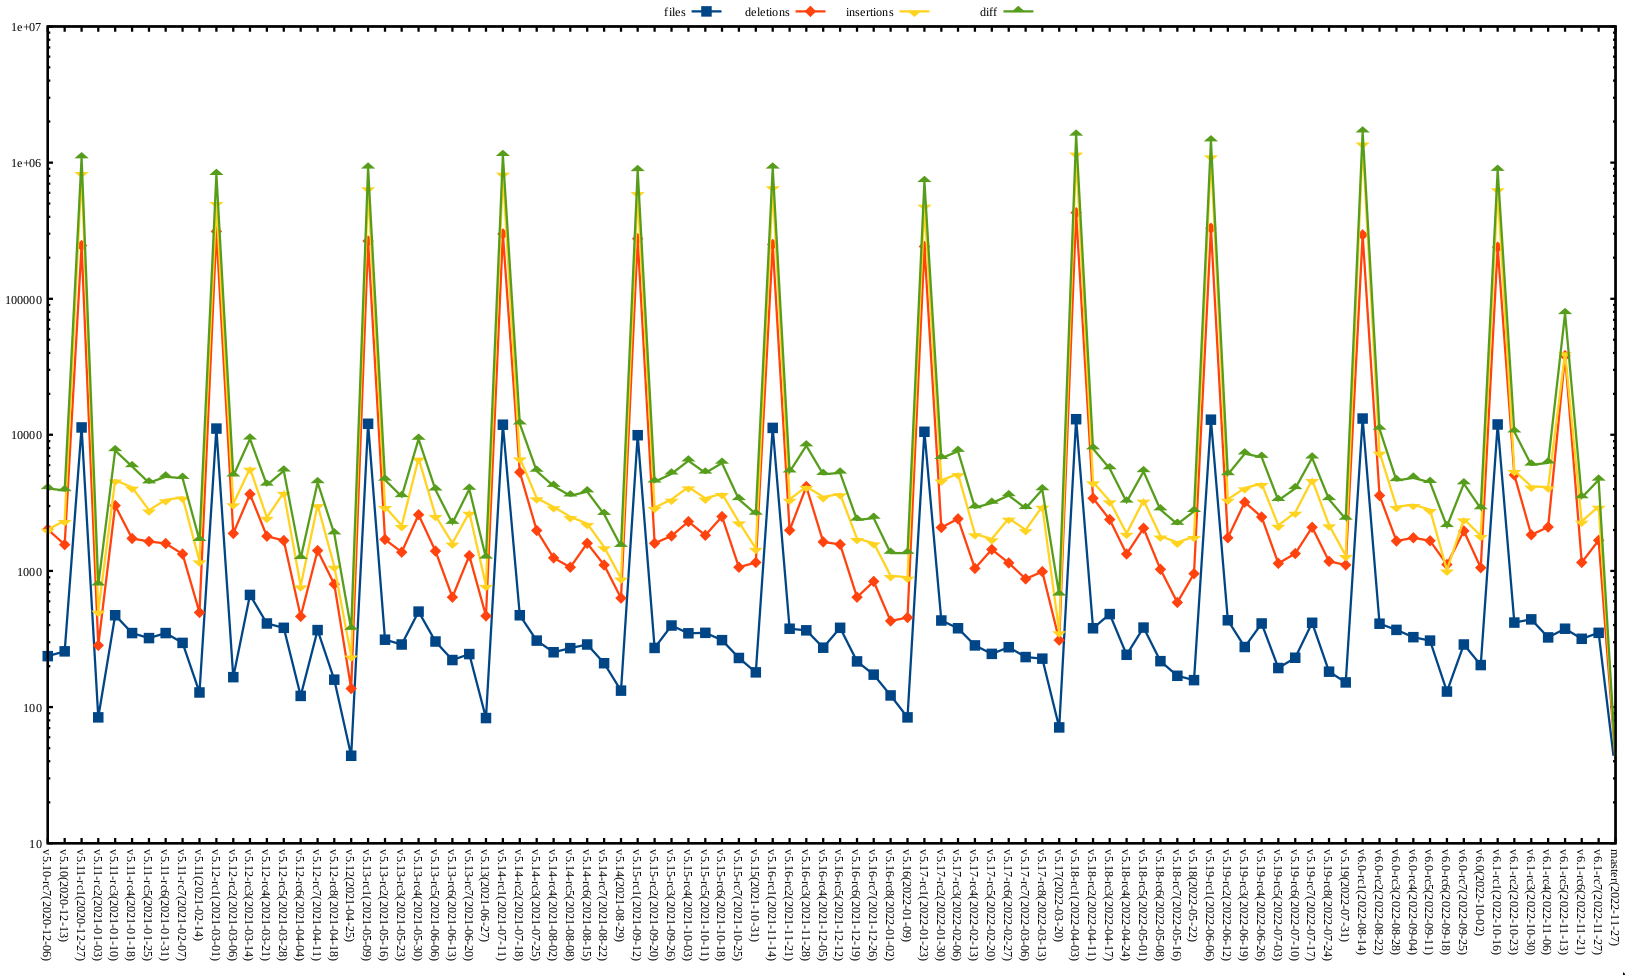 files deletions insertions diff
1e+07
1e+06
100000
10000
1000
100
10
v5.10-rc7(2020-12-06)
v5.10(2020-12-13)
v5.11-rc1(2020-12-27)
v5.11-rc2(2021-01-03)
v5.11-rc3(2021-01-10)
v5.11-rc4(2021-01-18)
v5.11-rc5(2021-01-25)
v5.11-rc6(2021-01-31)
v5.11-rc7(2021-02-07)
v5.11(2021-02-14)
v5.12-rc1(2021-03-01)
v5.12-rc2(2021-03-06)
v5.12-rc3(2021-03-14)
v5.12-rc4(2021-03-21)
v5.12-rc5(2021-03-28)
v5.12-rc6(2021-04-04)
v5.12-rc7(2021-04-11)
v5.12-rc8(2021-04-18)
v5.12(2021-04-25)
v5.13-rc1(2021-05-09)
v5.13-rc2(2021-05-16)
v5.13-rc3(2021-05-23)
v5.13-rc4(2021-05-30)
v5.13-rc5(2021-06-06)
v5.13-rc6(2021-06-13)
v5.13-rc7(2021-06-20)
v5.13(2021-06-27)
v5.14-rc1(2021-07-11)
v5.14-rc2(2021-07-18)
v5.14-rc3(2021-07-25)
v5.14-rc4(2021-08-02)
v5.14-rc5(2021-08-08)
v5.14-rc6(2021-08-15)
v5.14-rc7(2021-08-22)
v5.14(2021-08-29)
v5.15-rc1(2021-09-12)
v5.15-rc2(2021-09-20)
v5.15-rc3(2021-09-26)
v5.15-rc4(2021-10-03)
v5.15-rc5(2021-10-11)
v5.15-rc6(2021-10-18)
v5.15-rc7(2021-10-25)
v5.15(2021-10-31)
v5.16-rc1(2021-11-14)
v5.16-rc2(2021-11-21)
v5.16-rc3(2021-11-28)
v5.16-rc4(2021-12-05)
v5.16-rc5(2021-12-12)
v5.16-rc6(2021-12-19)
v5.16-rc7(2021-12-26)
v5.16-rc8(2022-01-02)
v5.16(2022-01-09)
v5.17-rc1(2022-01-23)
v5.17-rc2(2022-01-30)
v5.17-rc3(2022-02-06)
v5.17-rc4(2022-02-13)
v5.17-rc5(2022-02-20)
v5.17-rc6(2022-02-27)
v5.17-rc7(2022-03-06)
v5.17-rc8(2022-03-13)
v5.17(2022-03-20)
v5.18-rc1(2022-04-03)
v5.18-rc2(2022-04-11)
v5.18-rc3(2022-04-17)
v5.18-rc4(2022-04-24)
v5.18-rc5(2022-05-01)
v5.18-rc6(2022-05-08)
v5.18-rc7(2022-05-16)
v5.18(2022-05-22)
v5.19-rc1(2022-06-06)
v5.19-rc2(2022-06-12)
v5.19-rc3(2022-06-19)
v5.19-rc4(2022-06-26)
v5.19-rc5(2022-07-03)
v5.19-rc6(2022-07-10)
v5.19-rc7(2022-07-17)
v5.19-rc8(2022-07-24)
v5.19(2022-07-31)
v6.0-rc1(2022-08-14)
v6.0-rc2(2022-08-22)
v6.0-rc3(2022-08-28)
v6.0-rc4(2022-09-04)
v6.0-rc5(2022-09-11)
v6.0-rc6(2022-09-18)
v6.0-rc7(2022-09-25)
v6.0(2022-10-02)
v6.1-rc1(2022-10-16)
v6.1-rc2(2022-10-23)
v6.1-rc3(2022-10-30)
v6.1-rc4(2022-11-06)
v6.1-rc5(2022-11-13)
v6.1-rc6(2022-11-21)
v6.1-rc7(2022-11-27)
master(2022-11-27)